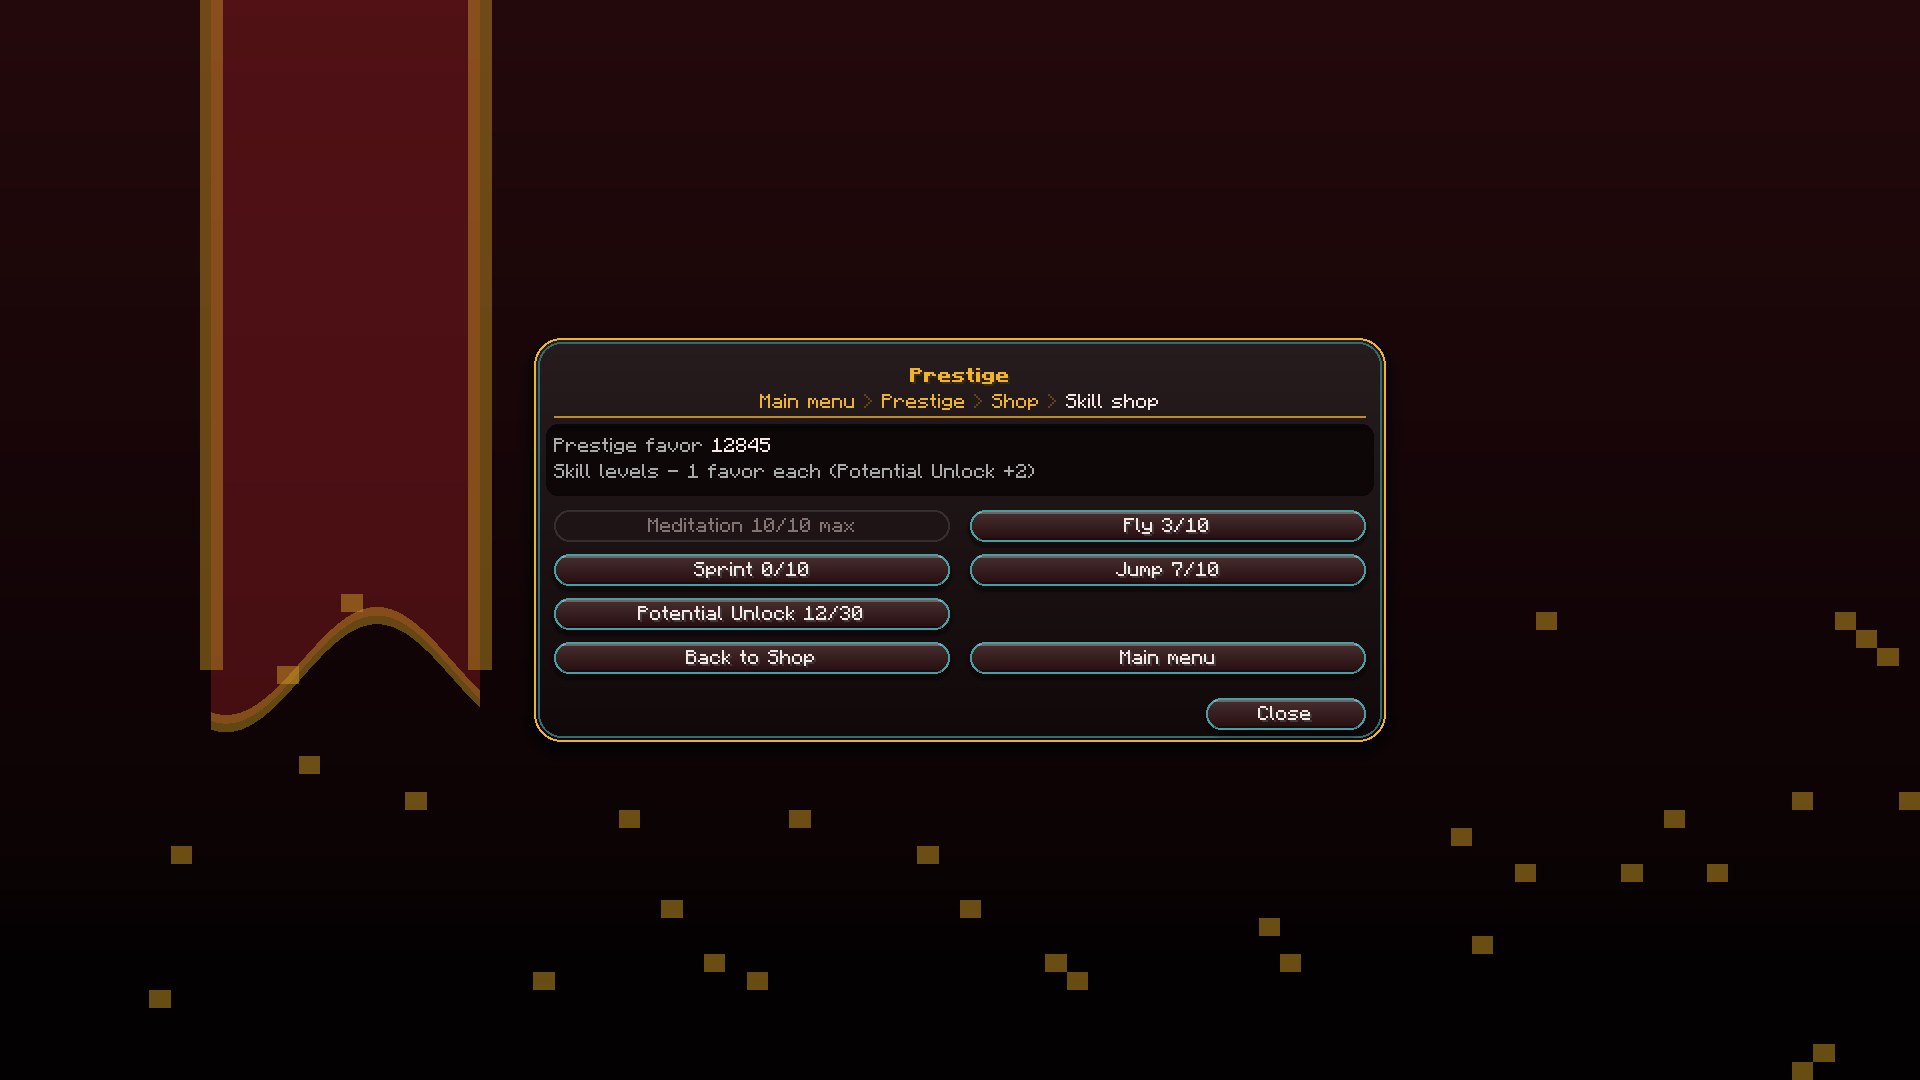 Prestige
Main menu > Prestige > Shop > Skill shop
Prestige favor 12845
Skill levels - 1 favor each (Potential Unlock +2)
Meditation 10/10 max
Fly 3/10
Sprint 0/10
Jump 7/10
Potential Unlock 12/30
Back to Shop
Main menu
Close